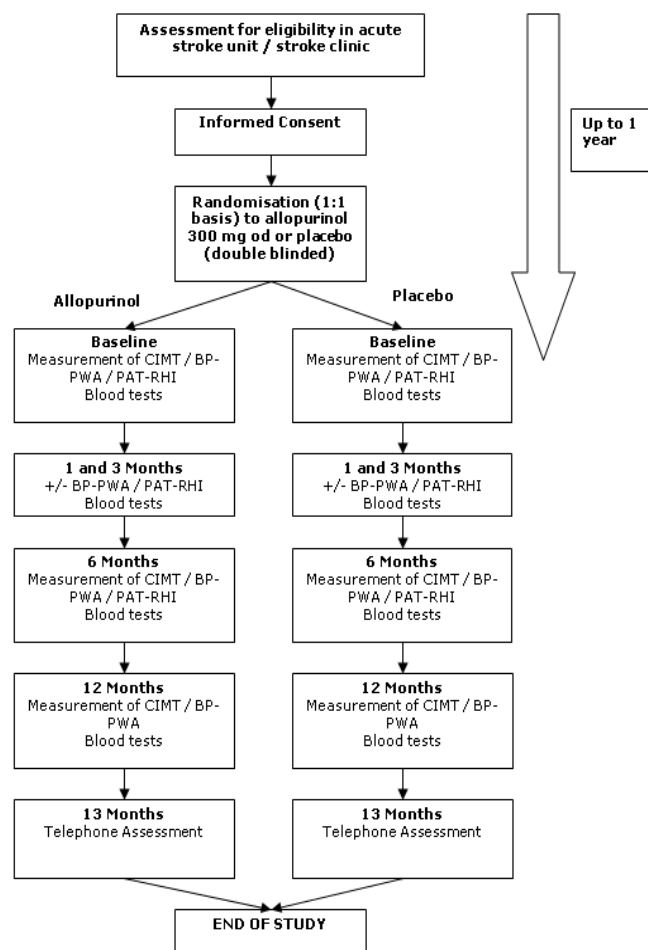 Assessment for eligibility in acute
stroke unit / stroke clinic
Up to 1
year
Informed Consent
Randomisation (1:1
basis) to allopurinol
300 mg od or placebo
(double blinded)
Allopurinol
Placebo
Baseline
Measurement of CIMT / BP-
PWA / PAT-RHI
Blood tests
Baseline
Measurement of CIMT / BP-
PWA / PAT-RHI
Blood tests
1 and 3 Months
+/- BP-PWA / PAT-RHI
Blood tests
1 and 3 Months
+/- BP-PWA / PAT-RHI
Blood tests
6 Months
Measurement of CIMT / BP-
PWA / PAT-RHI
Blood tests
6 Months
Measurement of CIMT / BP-
PWA / PAT-RHI
Blood tests
12 Months
Measurement of CIMT / BP-
PWA
Blood tests
12 Months
Measurement of CIMT / BP-
PWA
Blood tests
13 Months
Telephone Assessment
13 Months
Telephone Assessment
END OF STUDY